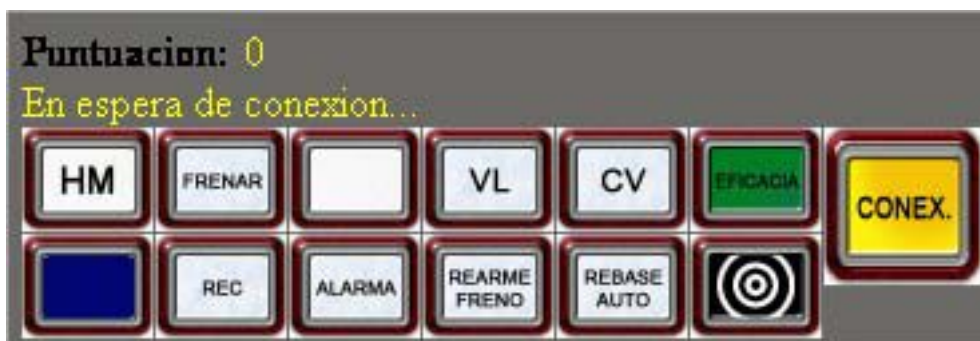 Puntuacion: 0
En espera de conexion...
HM FRENAR VL CV EFICACIA CONEX.
REC ALARMA REARME FRENO REBASE AUTO